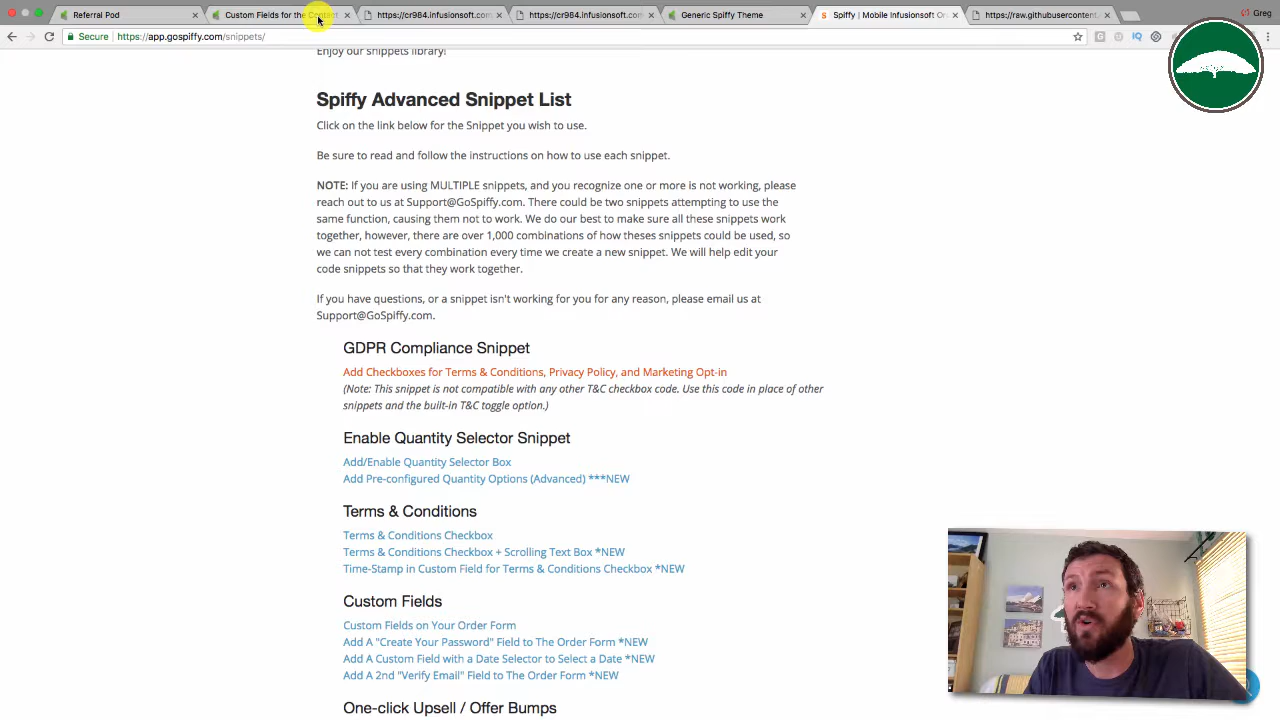 Referral Pod
Custom Fields for the Contact
https://cr984.infusionsoft.com
https://cr984.infusionsoft.com
Generic Spiffy Theme
Spiffy | Mobile Infusionsoft Or
https://raw.githubusercontent.
Greg
Secure
https://app.gospiffy.com/snippets/
Enjoy our snippets library!
Spiffy Advanced Snippet List
Click on the link below for the Snippet you wish to use.
Be sure to read and follow the instructions on how to use each snippet.
NOTE: If you are using MULTIPLE snippets, and you recognize one or more is not working, please
reach out to us at Support@GoSpiffy.com. There could be two snippets attempting to use the
same function, causing them not to work. We do our best to make sure all these snippets work
together, however, there are over 1,000 combinations of how theses snippets could be used, so
we can not test every combination every time we create a new snippet. We will help edit your
code snippets so that they work together.
If you have questions, or a snippet isn't working for you for any reason, please email us at
Support@GoSpiffy.com.
GDPR Compliance Snippet
Add Checkboxes for Terms & Conditions, Privacy Policy, and Marketing Opt-in
(Note: This snippet is not compatible with any other T&C checkbox code. Use this code in place of other
snippets and the built-in T&C toggle option.)
Enable Quantity Selector Snippet
Add/Enable Quantity Selector Box
Add Pre-configured Quantity Options (Advanced) ***NEW
Terms & Conditions
Terms & Conditions Checkbox
Terms & Conditions Checkbox + Scrolling Text Box *NEW
Time-Stamp in Custom Field for Terms & Conditions Checkbox *NEW
Custom Fields
Custom Fields on Your Order Form
Add A "Create Your Password" Field to The Order Form *NEW
Add A Custom Field with a Date Selector to Select a Date *NEW
Add A 2nd "Verify Email" Field to The Order Form *NEW
One-click Upsell / Offer Bumps